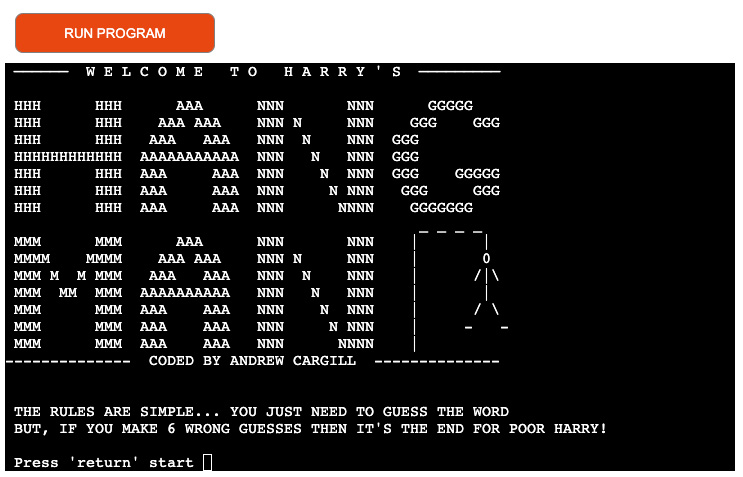 RUN PROGRAM
────── W E L C O M E   T O   H A R R Y ' S ─────────
HHH      HHH      AAA      NNN       NNN      GGGGG
HHH      HHH    AAA AAA    NNN N     NNN    GGG    GGG
HHH      HHH   AAA   AAA   NNN  N    NNN  GGG
HHHHHHHHHHHH  AAAAAAAAAAA  NNN   N   NNN  GGG
HHH      HHH  AAA     AAA  NNN    N  NNN  GGG    GGGGG
HHH      HHH  AAA     AAA  NNN     N NNN   GGG     GGG
HHH      HHH  AAA     AAA  NNN      NNNN    GGGGGGG
MMM      MMM      AAA      NNN       NNN
MMMM    MMMM    AAA AAA    NNN N     NNN    |       0
MMM M  M MMM   AAA   AAA   NNN  N    NNN    |      /|\
MMM  MM  MMM  AAAAAAAAAA   NNN   N   NNN    |       |
MMM      MMM  AAA    AAA   NNN    N  NNN    |      / \
MMM      MMM  AAA    AAA   NNN     N NNN    |     -   -
MMM      MMM  AAA    AAA   NNN      NNNN    |
--------------  CODED BY ANDREW CARGILL  --------------
THE RULES ARE SIMPLE... YOU JUST NEED TO GUESS THE WORD
BUT, IF YOU MAKE 6 WRONG GUESSES THEN IT'S THE END FOR POOR HARRY!
Press 'return' start